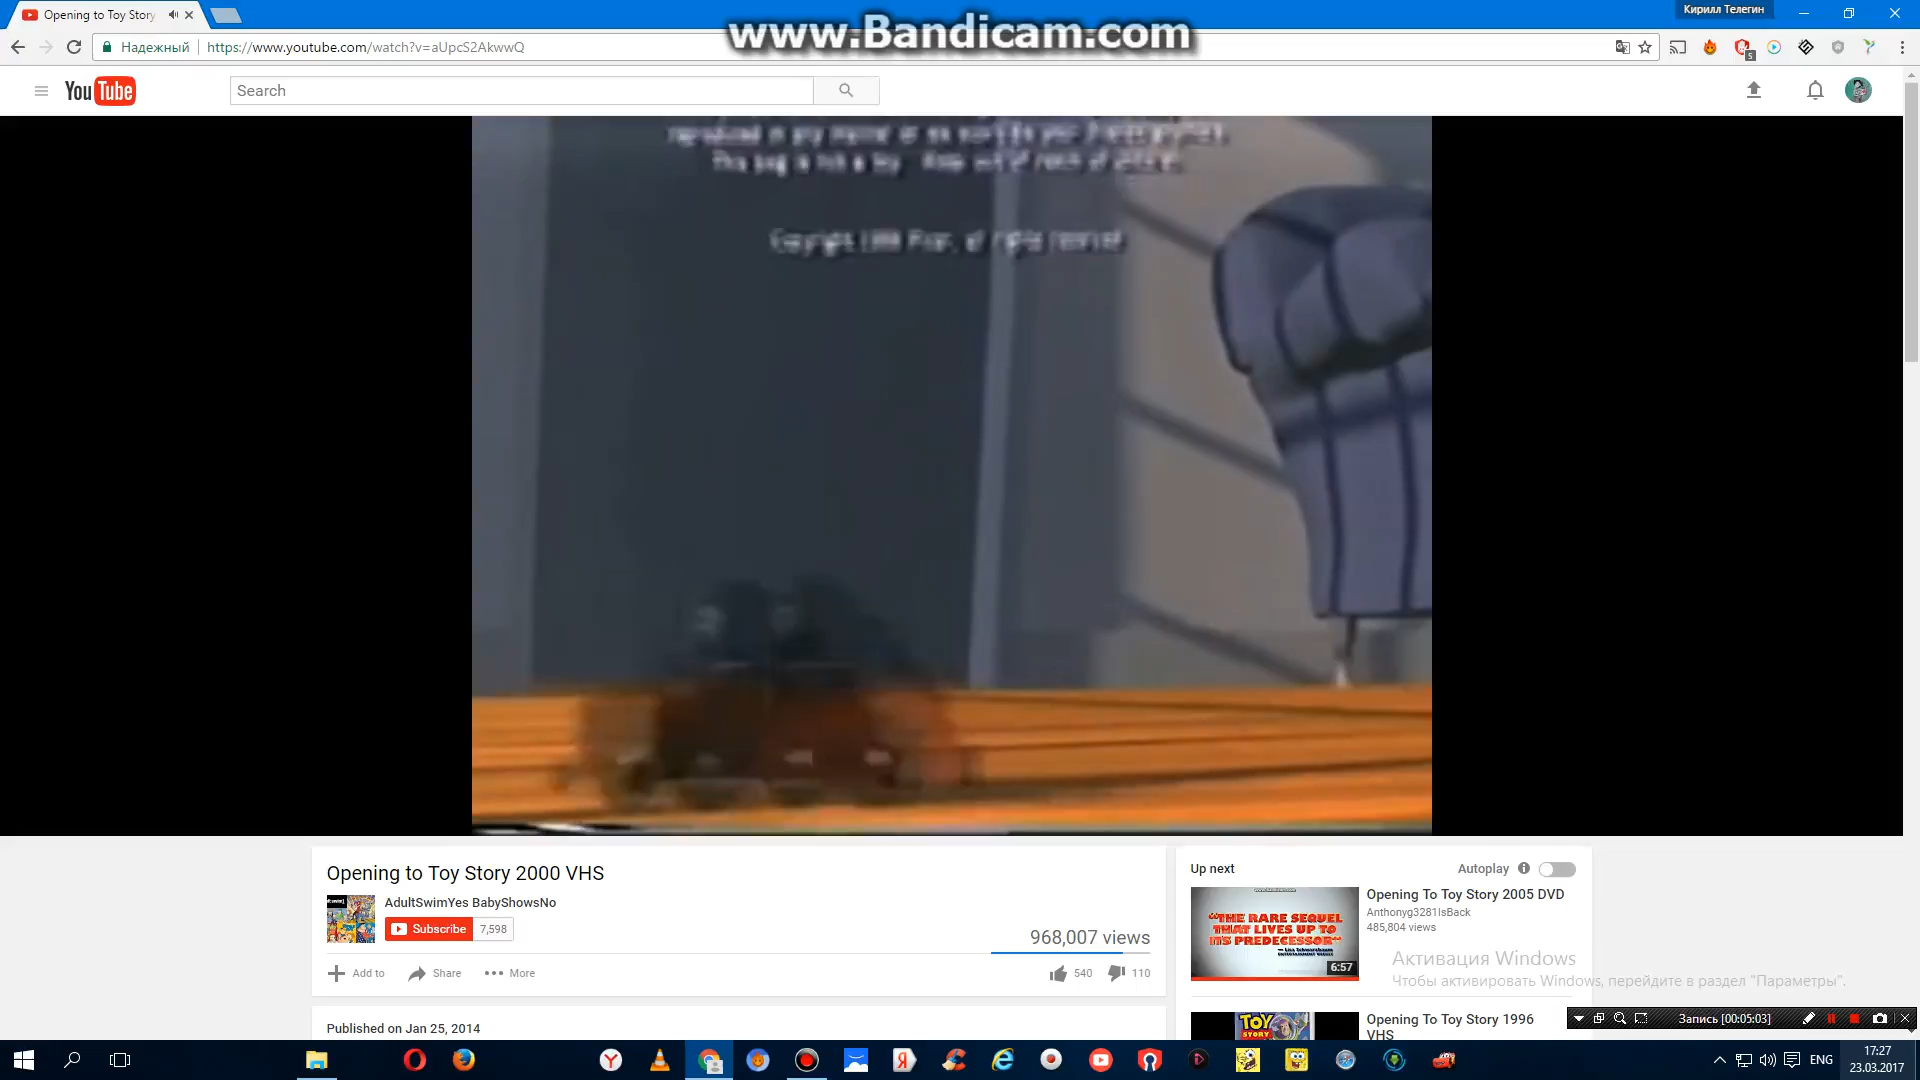 Opening to Toy Story
www.Bandicam.com
Кирилл Телегин
Надежный
https://www.youtube.com/watch?v=aUpcS2AkwwQ
5
YouTube
Search
Opening to Toy Story 2000 VHS
AdultSwimYes BabyShowsNo
Subscribe 7,598
968,007 views
Add to Share More
540 110
Published on Jan 25, 2014
Up next
Autoplay
"THE RARE SEQUEL
THAT LIVES UP TO
ITS PREDECESSOR"
6:57
Opening To Toy Story 2005 DVD
Anthonyg3281IsBack
485,804 views
TOY
STORY
Opening To Toy Story 1996
VHS
Активация Windows
Чтобы активировать Windows, перейдите в раздел "Параметры".
Запись [00:05:03]
ENG
17:27
23.03.2017